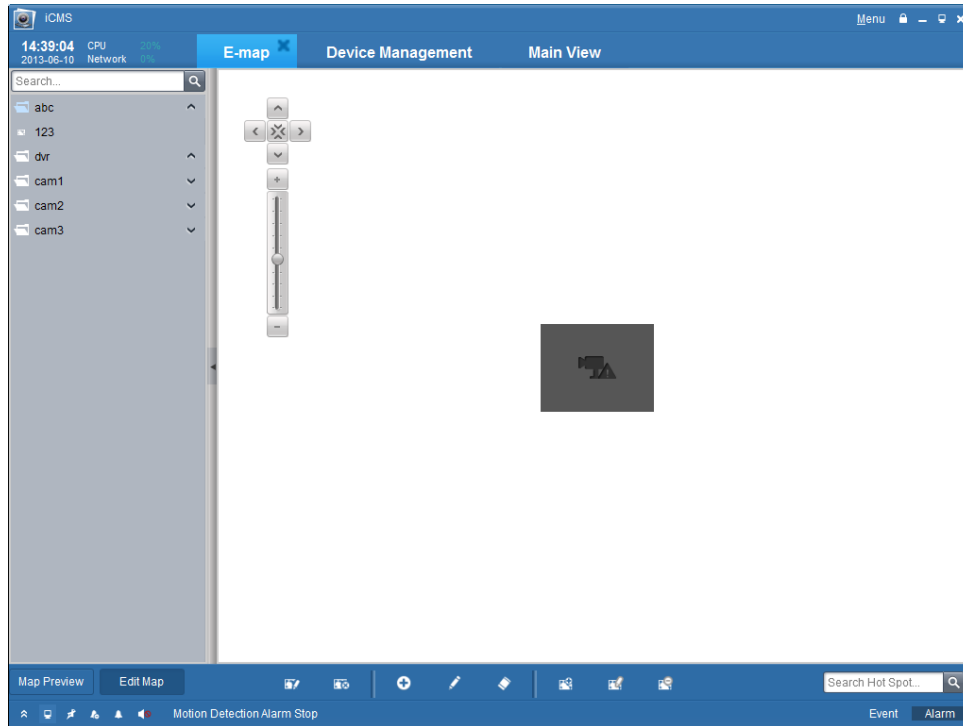 iCMS
Menu
14:39:04 CPU 20%
2013-06-10 Network 0%
E-map Device Management Main View
Search...
abc
123
dvr
cam1
cam2
cam3
Map Preview Edit Map Search Hot Spot...
Motion Detection Alarm Stop Event Alarm